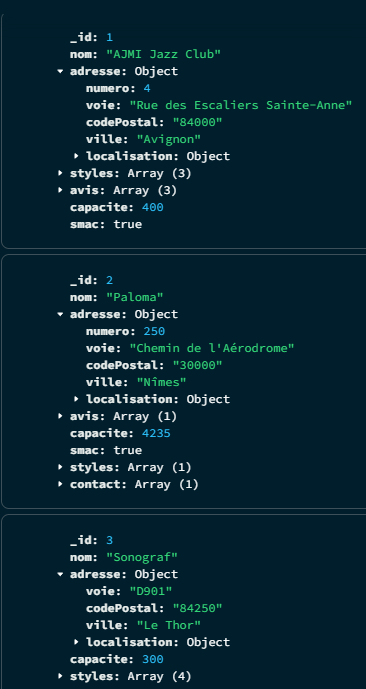 _id: 1
nom: "AJMI Jazz Club"
adresse: Object
numero: 4
voie: "Rue des Escaliers Sainte-Anne"
codePostal: "84000"
ville: "Avignon"
localisation: Object
styles: Array (3)
avis: Array (3)
capacite: 400
smac: true
_id: 2
nom: "Paloma"
adresse: Object
numero: 250
voie: "Chemin de l'Aérodrome"
codePostal: "30000"
ville: "Nîmes"
localisation: Object
avis: Array (1)
capacite: 4235
smac: true
styles: Array (1)
contact: Array (1)
_id: 3
nom: "Sonograf"
adresse: Object
voie: "D901"
codePostal: "84250"
ville: "Le Thor"
localisation: Object
capacite: 300
styles: Array (4)